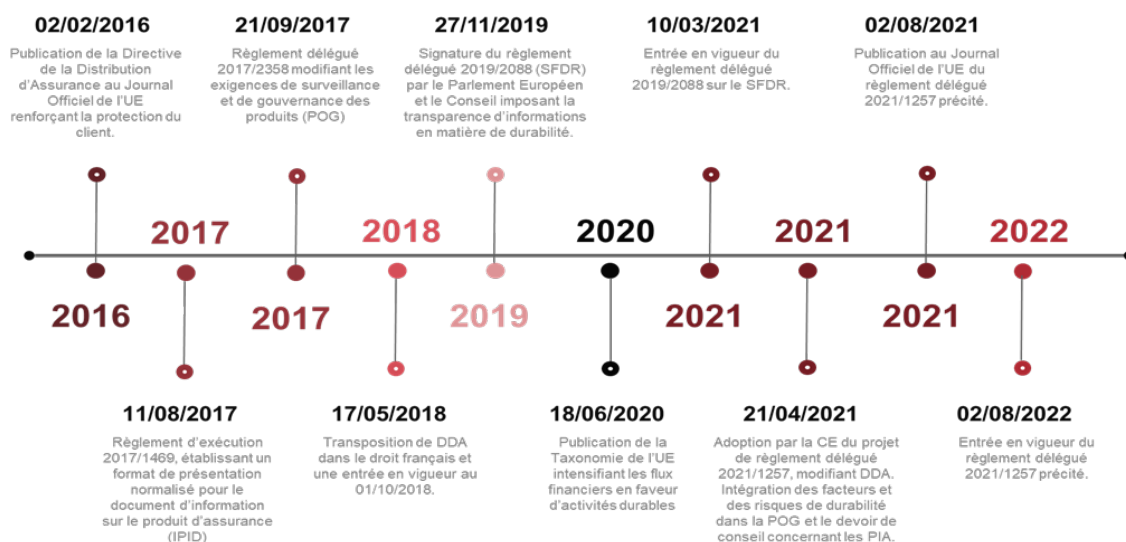 02/02/2016
Publication de la Directive
de la Distribution
d'Assurance au Journal
Officiel de l'UE
renforçant la protection du
client.
21/09/2017
Règlement délégué
2017/2358 modifiant les
exigences de surveillance
et de gouvernance des
produits (POG)
27/11/2019
Signature du règlement
délégué 2019/2088 (SFDR)
par le Parlement Européen
et le Conseil imposant la
transparence d'informations
en matière de durabilité.
10/03/2021
Entrée en vigueur du
règlement délégué
2019/2088 sur le SFDR.
02/08/2021
Publication au Journal
Officiel de l'UE du
règlement délégué
2021/1257 précité.
2017
2018
2020
2021
2022
2016
2017
2019
2021
2021
11/08/2017
Règlement d'exécution
2017/1469, établissant un
format de présentation
normalisé pour le
document d'information
sur le produit d'assurance
(IPID)
17/05/2018
Transposition de DDA
dans le droit français et
une entrée en vigueur au
01/10/2018.
18/06/2020
Publication de la
Taxonomie de l'UE
intensifiant les flux
financiers en faveur
d'activités durables
21/04/2021
Adoption par la CE du projet
de règlement délégué
2021/1257, modifiant DDA.
Intégration des facteurs et
des risques de durabilité
dans la POG et le devoir de
conseil concernant les PIA.
02/08/2022
Entrée en vigueur du
règlement délégué
2021/1257 précité.